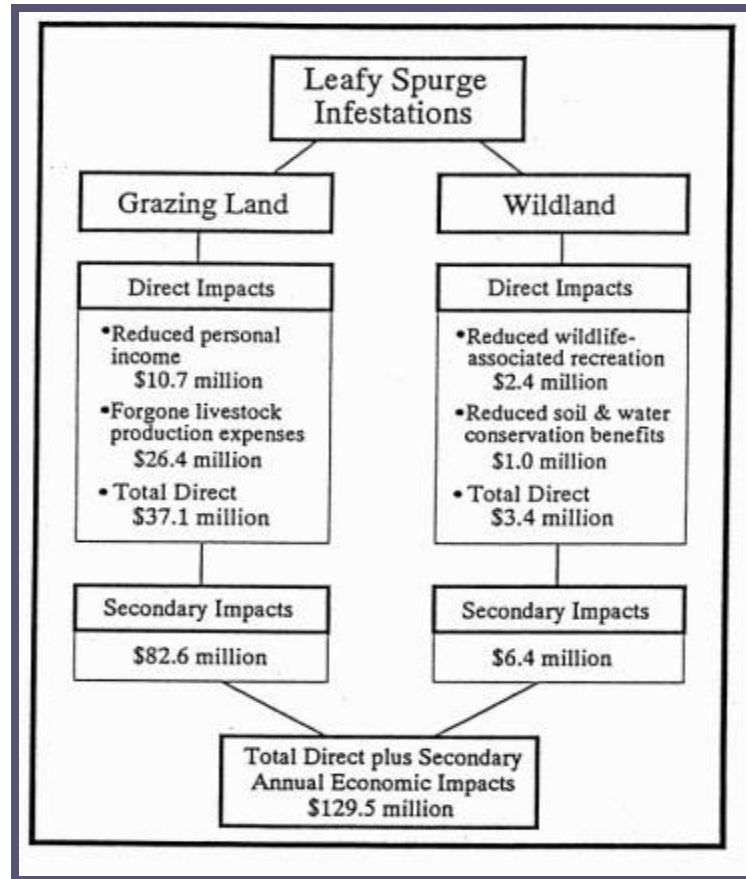 Leafy Spurge
Infestations
Grazing Land
Direct Impacts
•Reduced personal
income
$10.7 million
•Forgone livestock
production expenses
$26.4 million
• Total Direct
$37.1 million
Secondary Impacts
$82.6 million
Wildland
Direct Impacts
•Reduced wildlife-
associated recreation
$2.4 million
•Reduced soil & water
conservation benefits
$1.0 million
• Total Direct
$3.4 million
Secondary Impacts
$6.4 million
Total Direct plus Secondary
Annual Economic Impacts
$129.5 million